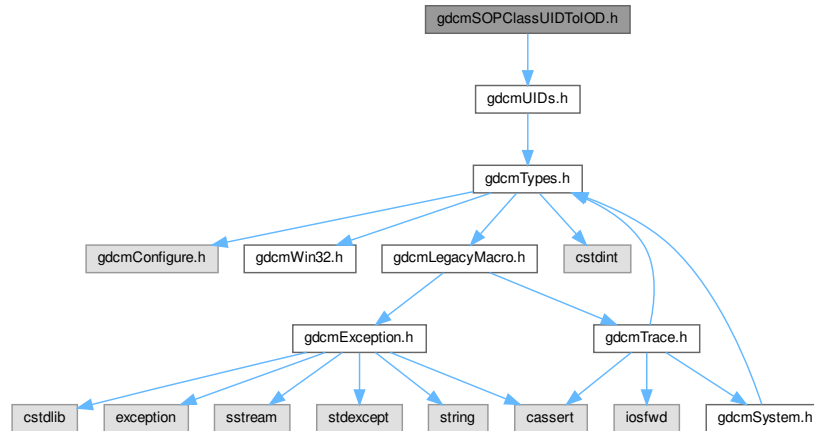 gdcmSOPClassUIDToIOD.h
gdcmUIDs.h
gdcmTypes.h
gdcmConfigure.h
gdcmWin32.h
gdcmLegacyMacro.h
cstdint
gdcmException.h
gdcmTrace.h
cstdlib
exception
sstream
stdexcept
string
cassert
iosfwd
gdcmSystem.h